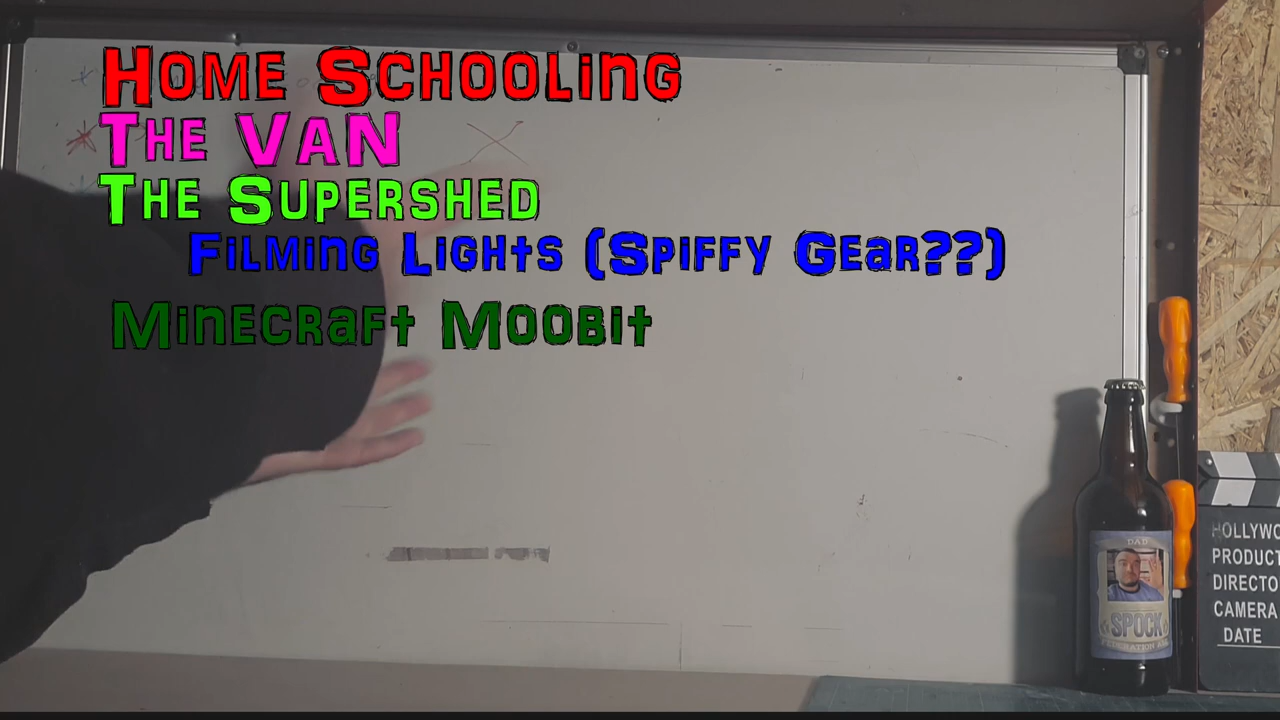 Home Schooling
The Van
The Supershed
Filming Lights (Spiffy Gear??)
Minecraft Moobit
DAD
SPOCK
HOLLYWO
PRODUCT
DIRECTO
CAMERA
DATE